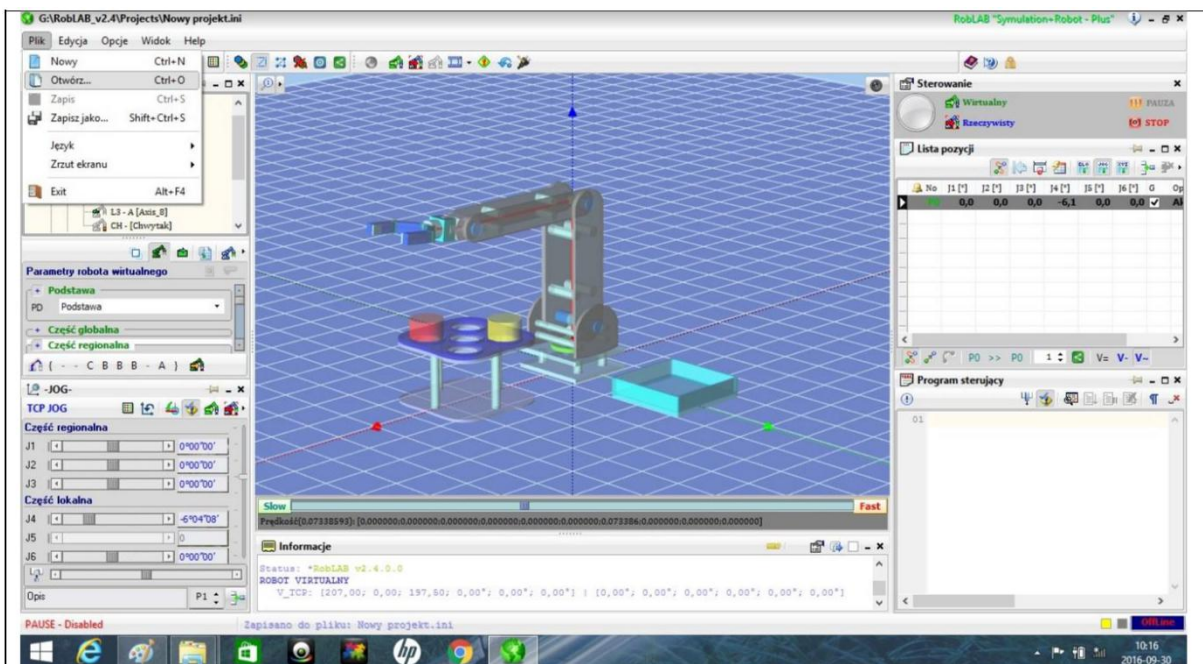 G:\RobLAB_v2.4\Projects\Nowy projekt.ini
RobLAB "Symulation+Robot - Plus"
Plik Edycja Opcje Widok Help
Nowy Ctrl+N
Otwórz... Ctrl+O
Zapis Ctrl+S
Zapisz jako... Shift+Ctrl+S
Język
Zrzut ekranu
Exit Alt+F4
L3 - A [Axis_8]
CH - [Chwytak]
Parametry robota wirtualnego
Podstawa
PD Podstawa
Część globalna
Część regionalna
( - - C B B B - A )
-JOG-
TCP JOG
Część regionalna
J1 0°00'00'
J2 0°00'00'
J3 0°00'00'
Część lokalna
J4 -6°04'08'
J5 0
J6 0°00'00'
Opis P1
Slow Fast
Prędkość[0,07338593]: [0,000000;0,000000;0,000000;0,000000;0,000000;0,000000;0,073386;0,000000;0,000000;0,000000]
Informacje
Status: *RobLAB v2.4.0.0
ROBOT VIRTUALNY
V_TCP: [207,00; 0,00; 197,50; 0,00°; 0,00°; 0,00°] | [0,00°; 0,00°; 0,00°; 0,00°; 0,00°; 0,00°]
Sterowanie
Wirtualny PAUZA
Rzeczywisty STOP
Lista pozycji
No J1 [°] J2 [°] J3 [°] J4 [°] J5 [°] J6 [°] G Op
P0 0,0 0,0 0,0 -6,1 0,0 0,0
P0 >> P0 1 V= V- V~
Program sterujący
01
PAUSE - Disabled
Zapisano do pliku: Nowy projekt.ini
OffLine
10:16
2016-09-30